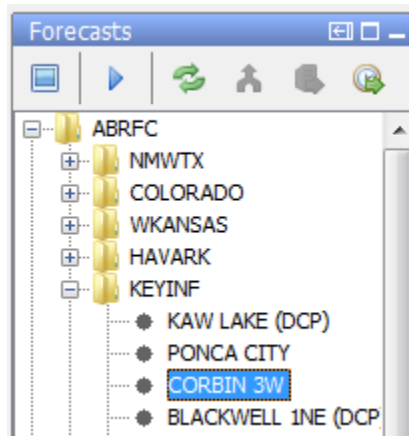 Forecasts
ABRFC
NMWTX
COLORADO
WKANSAS
HAVARK
KEYINF
KAW LAKE (DCP)
PONCA CITY
CORBIN 3W
BLACKWELL 1NE (DCP